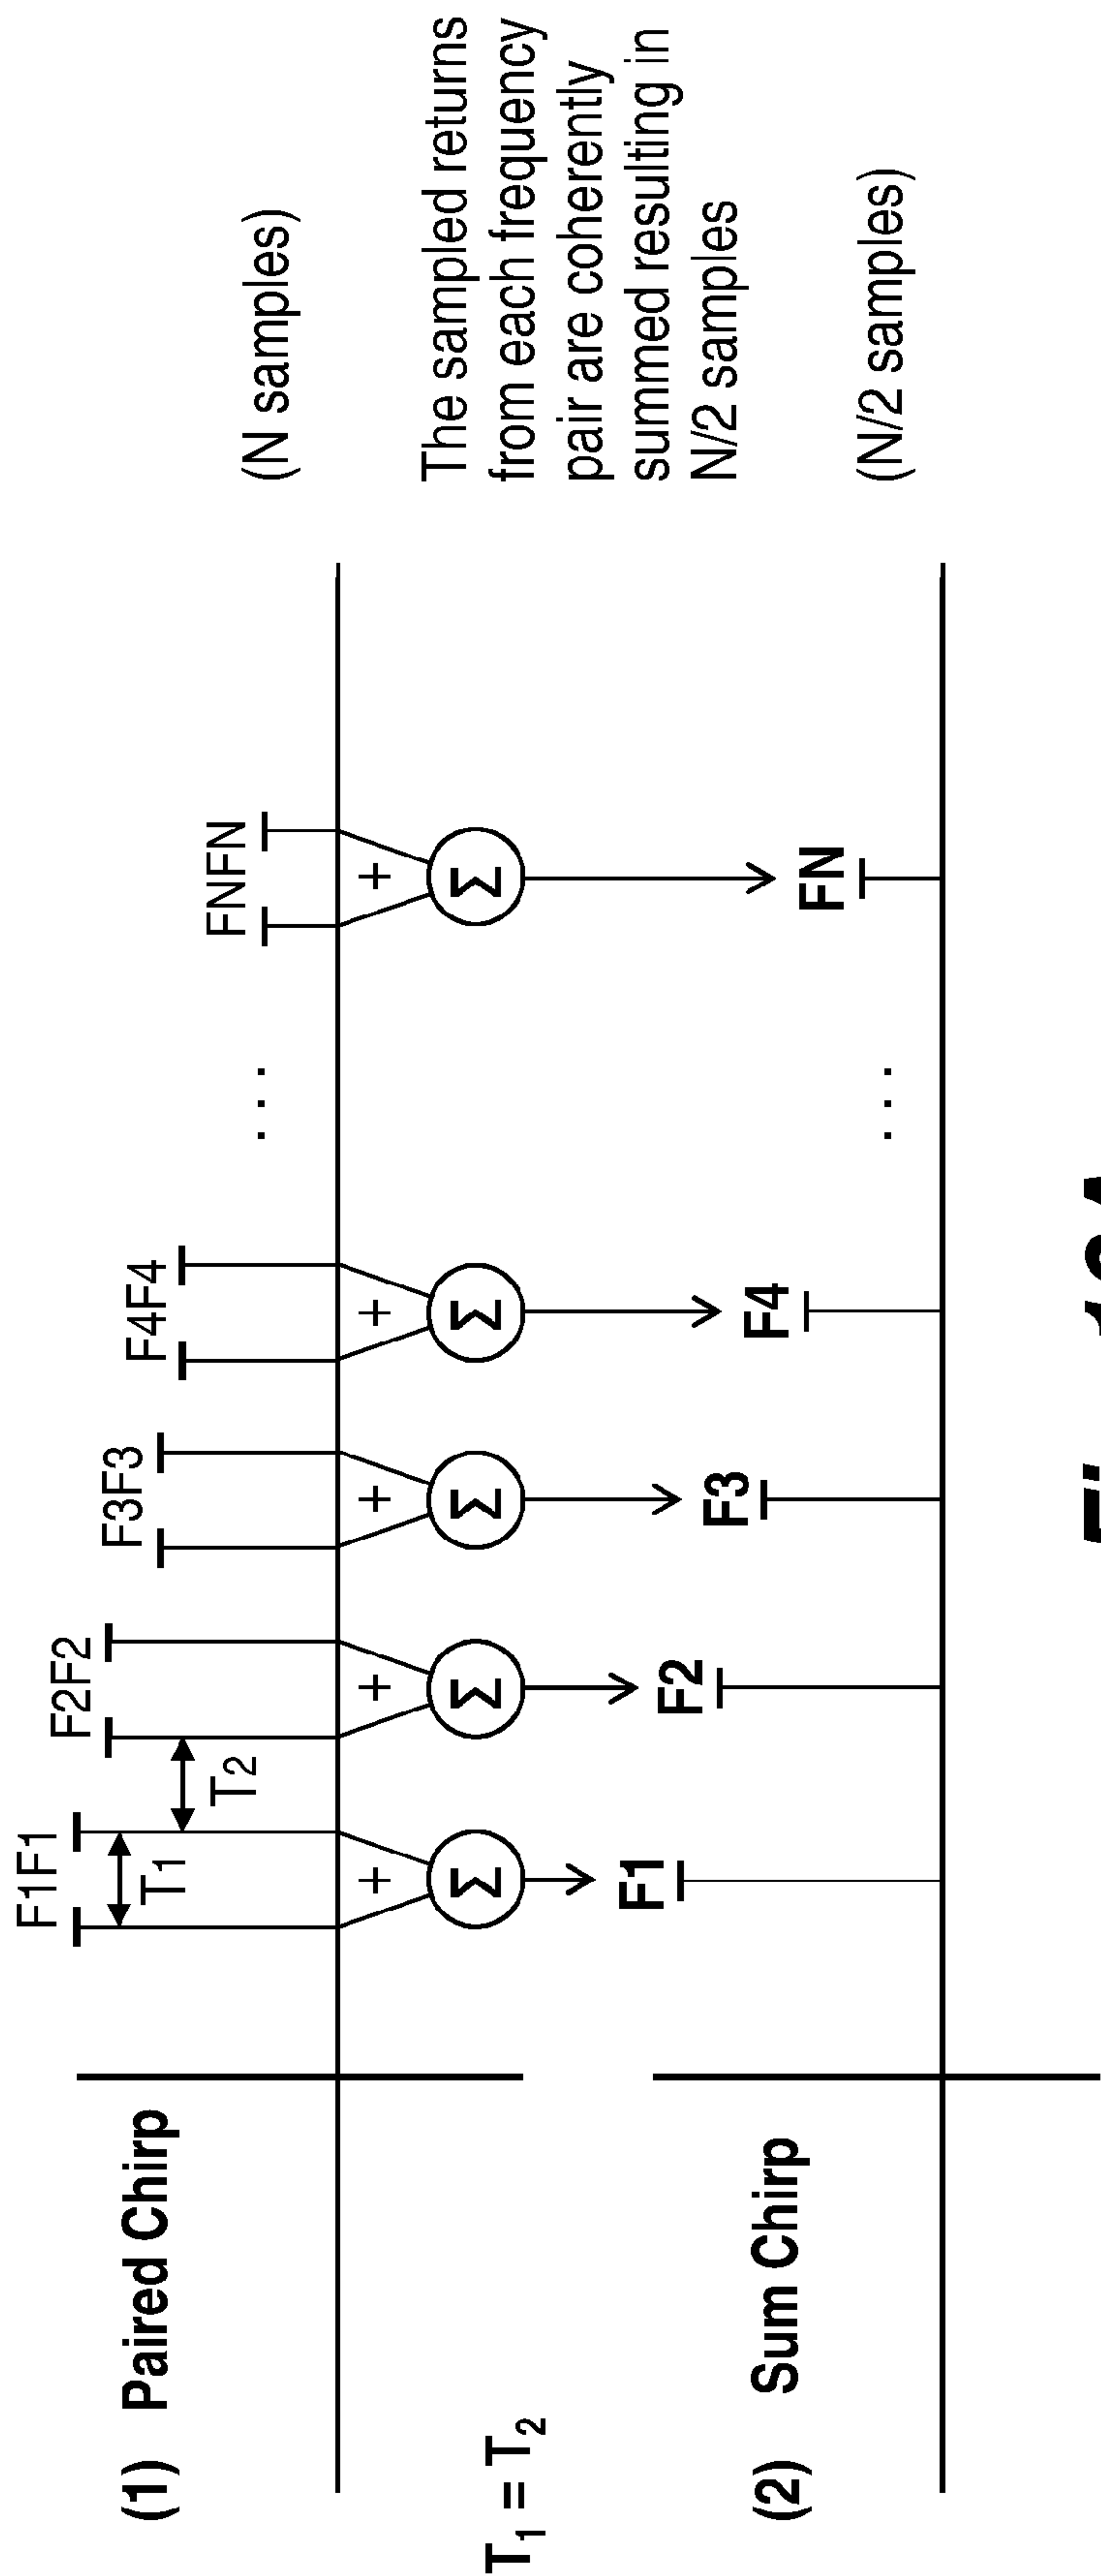 (1) Paired Chirp
F1F1
F2F2
F3F3
F4F4
. . .
FNFN
(N samples)
T1
T2
+ + + + +
Σ Σ Σ Σ Σ
The sampled returns
from each frequency
pair are coherently
summed resulting in
N/2 samples
T1 = T2
(2) Sum Chirp
F1
F2
F3
F4
. . .
FN
(N/2 samples)